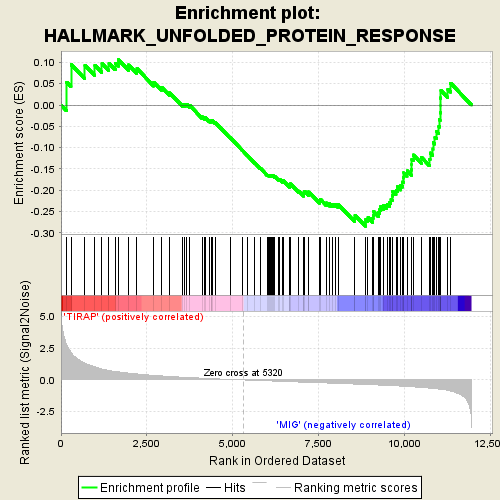 Enrichment plot:
HALLMARK_UNFOLDED_PROTEIN_RESPONSE
Enrichment score (ES)
0.10
0.05
0.00
-0.05
-0.10
-0.15
-0.20
-0.25
-0.30
'TIRAP' (positively correlated)
Ranked list metric (Signal2Noise)
5.0
2.5
0.0
-2.5
Zero cross at 5320
'MIG' (negatively correlated)
0
2,500
5,000
7,500
10,000
12,500
Rank in Ordered Dataset
Enrichment profile
Hits
Ranking metric scores